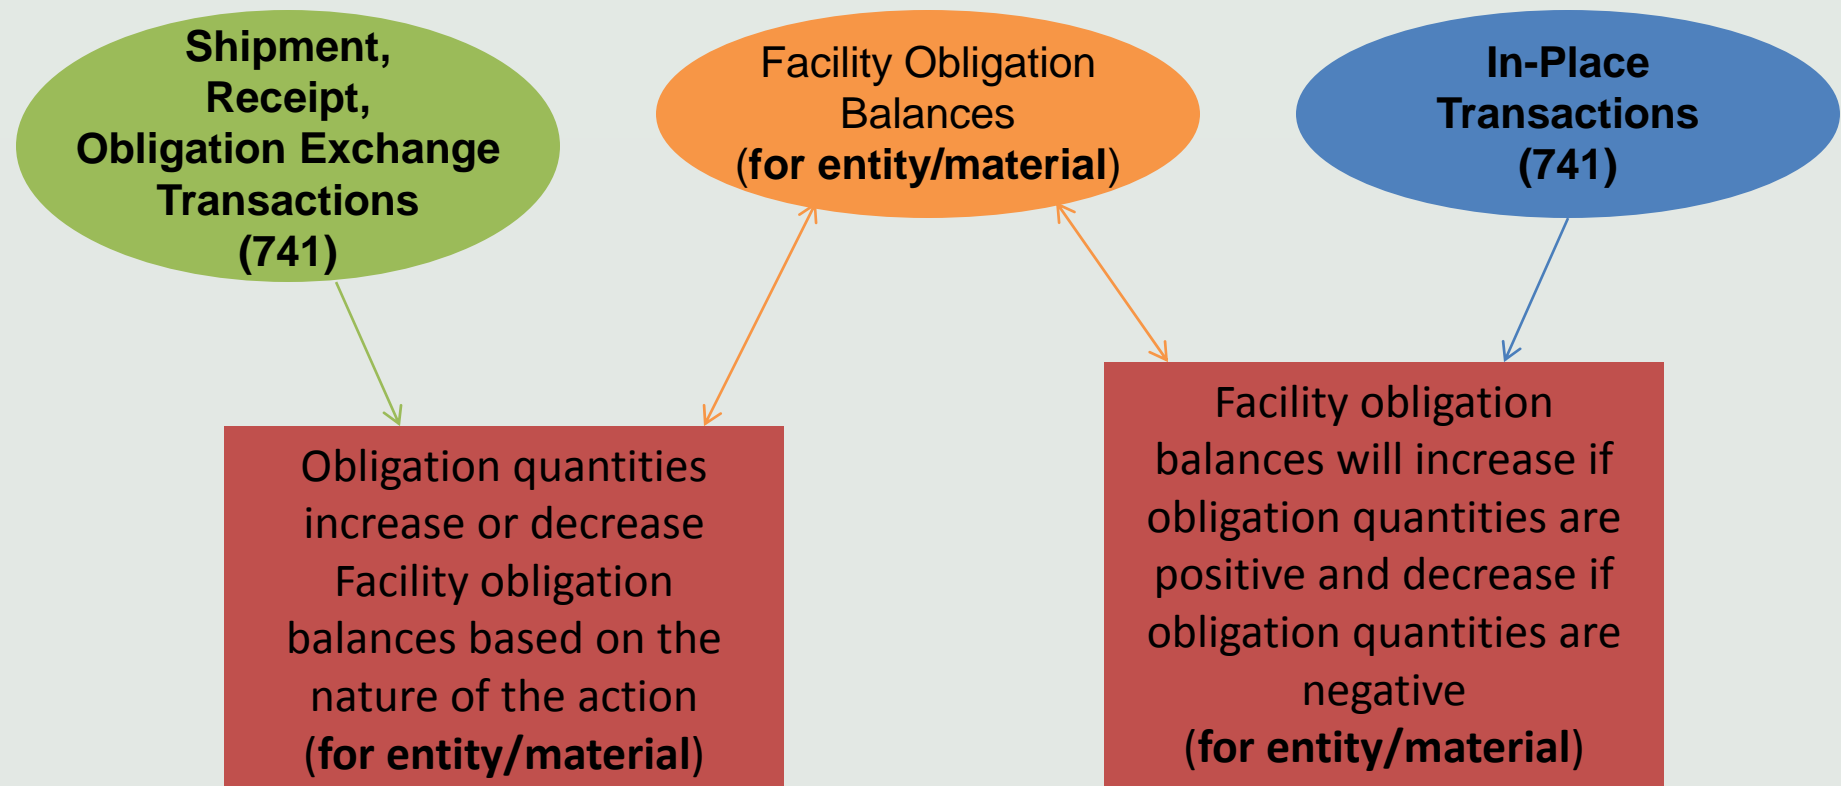 Shipment,
Receipt,
Obligation Exchange
Transactions
(741)
Facility Obligation
Balances
(for entity/material)
In-Place
Transactions
(741)
Obligation quantities
increase or decrease
Facility obligation
balances based on the
nature of the action
(for entity/material)
Facility obligation
balances will increase if
obligation quantities are
positive and decrease if
obligation quantities are
negative
(for entity/material)